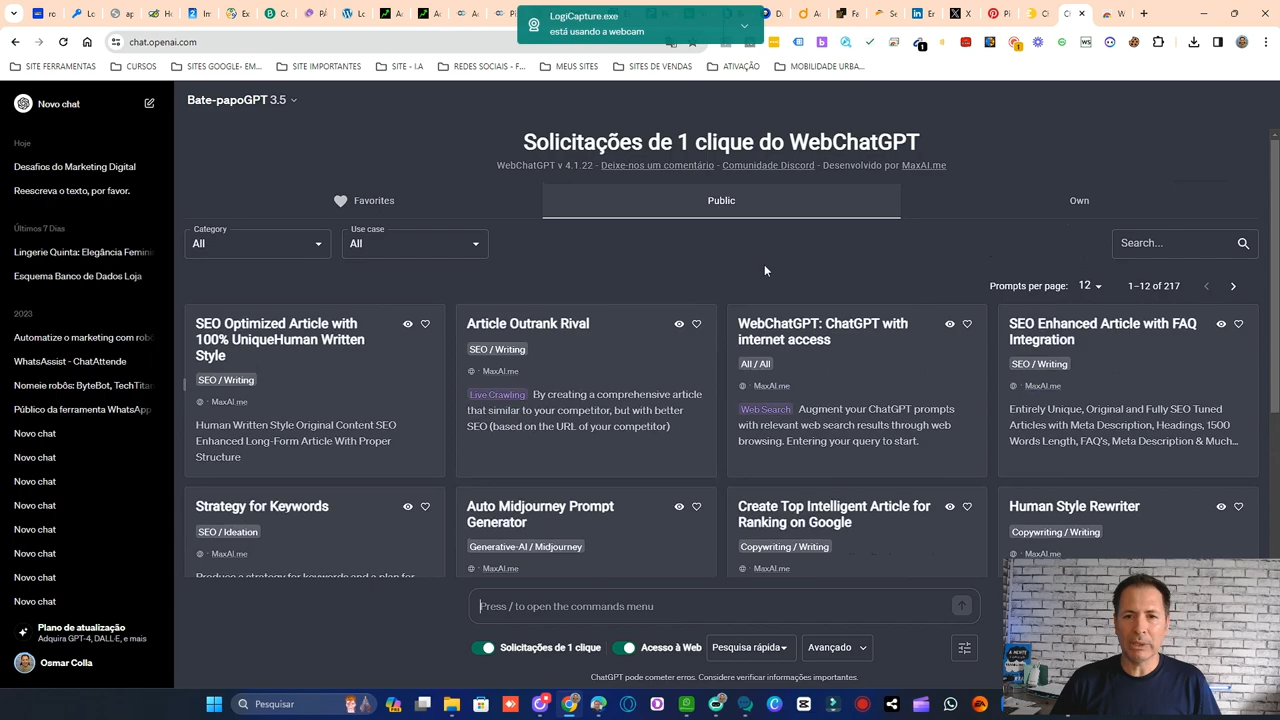 LogiCapture.exe
está usando a webcam
chat.openai.com
SITE FERRAMENTAS
CURSOS
SITES GOOGLE- EM...
SITE IMPORTANTES
SITE - I.A
REDES SOCIAIS - F...
MEUS SITES
SITES DE VENDAS
ATIVAÇÃO
MOBILIDADE URBA...
Novo chat
Bate-papoGPT 3.5
Hoje
Desafios do Marketing Digital
Reescreva o texto, por favor.
Últimos 7 Dias
Lingerie Quinta: Elegância Feminin
Esquema Banco de Dados Loja
2023
Automatize o marketing com robô
WhatsAssist - ChatAttende
Nomeie robôs: ByteBot, TechTitan
Público da ferramenta WhatsApp
Novo chat
Novo chat
Novo chat
Novo chat
Novo chat
Novo chat
Novo chat
Novo chat
Plano de atualização
Adquira GPT-4, DALL·E, e mais
Osmar Colla
Solicitações de 1 clique do WebChatGPT
WebChatGPT v 4.1.22 - Deixe-nos um comentário - Comunidade Discord - Desenvolvido por MaxAI.me
Favorites
Public
Own
Category
All
Use case
All
Search...
Prompts per page: 12
1–12 of 217
SEO Optimized Article with
100% UniqueHuman Written
Style
SEO / Writing
MaxAI.me
Human Written Style Original Content SEO
Enhanced Long-Form Article With Proper
Structure
Article Outrank Rival
SEO / Writing
MaxAI.me
Live Crawling By creating a comprehensive article
that similar to your competitor, but with better
SEO (based on the URL of your competitor)
WebChatGPT: ChatGPT with
internet access
All / All
MaxAI.me
Web Search Augment your ChatGPT prompts
with relevant web search results through web
browsing. Entering your query to start.
SEO Enhanced Article with FAQ
Integration
SEO / Writing
MaxAI.me
Entirely Unique, Original and Fully SEO Tuned
Articles with Meta Description, Headings, 1500
Words Length, FAQ's, Meta Description & Much...
Strategy for Keywords
SEO / Ideation
MaxAI.me
Produce a strategy for keywords and a plan for
Auto Midjourney Prompt
Generator
Generative-AI / Midjourney
MaxAI.me
Create Top Intelligent Article for
Ranking on Google
Copywriting / Writing
MaxAI.me
Human Style Rewriter
Copywriting / Writing
MaxAI.me
Press / to open the commands menu
Solicitações de 1 clique
Acesso à Web
Pesquisa rápida
Avançado
ChatGPT pode cometer erros. Considere verificar informações importantes.
A MENTE
Pesquisar